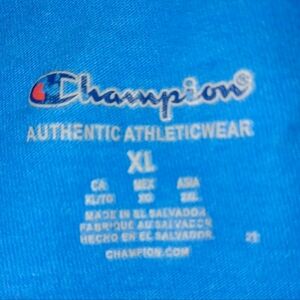 Champion®
AUTHENTIC ATHLETICWEAR
XL
CA MEX ASIA
XL/TG XG 2XL
MADE IN EL SALVADOR
FABRIQUÉ AU SALVADOR
HECHO EN EL SALVADOR
CHAMPION.COM